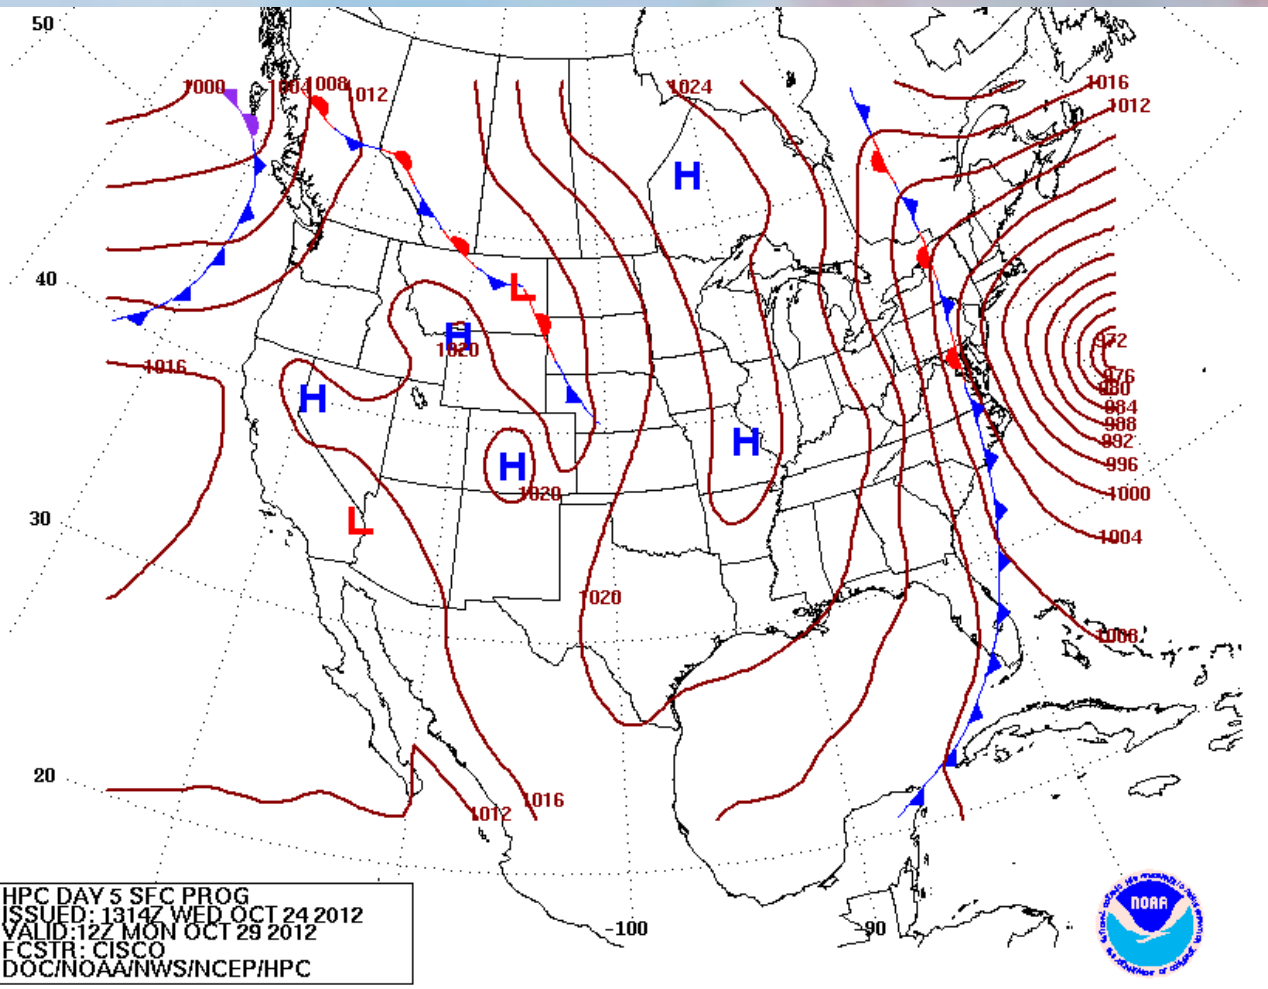 50
1000
1004
1008
1012
1024
1016
1012
H
40
L
H
1020
972
976
980
984
988
992
996
1000
1004
1016
H
H
H
1020
30
L
1020
1008
20
1012
1016
-100
-90
HPC DAY 5 SFC PROG
ISSUED: 1314Z WED OCT 24 2012
VALID:12Z MON OCT 29 2012
FCSTR: CISCO
DOC/NOAA/NWS/NCEP/HPC
NOAA